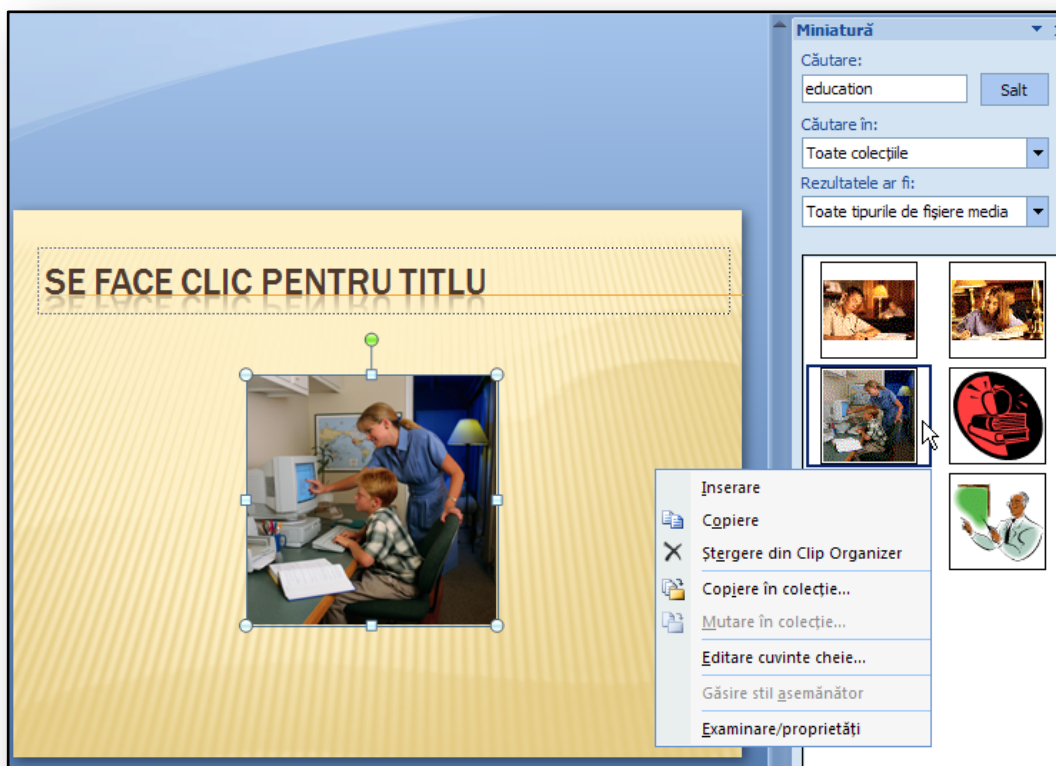 Miniatură
Căutare:
education
Salt
Căutare în:
Toate colecțiile
Rezultatele ar fi:
Toate tipurile de fișiere media
SE FACE CLIC PENTRU TITLU
Inserare
Copiere
Ștergere din Clip Organizer
Copiere în colecție...
Mutare în colecție...
Editare cuvinte cheie...
Găsire stil asemănător
Examinare/proprietăți